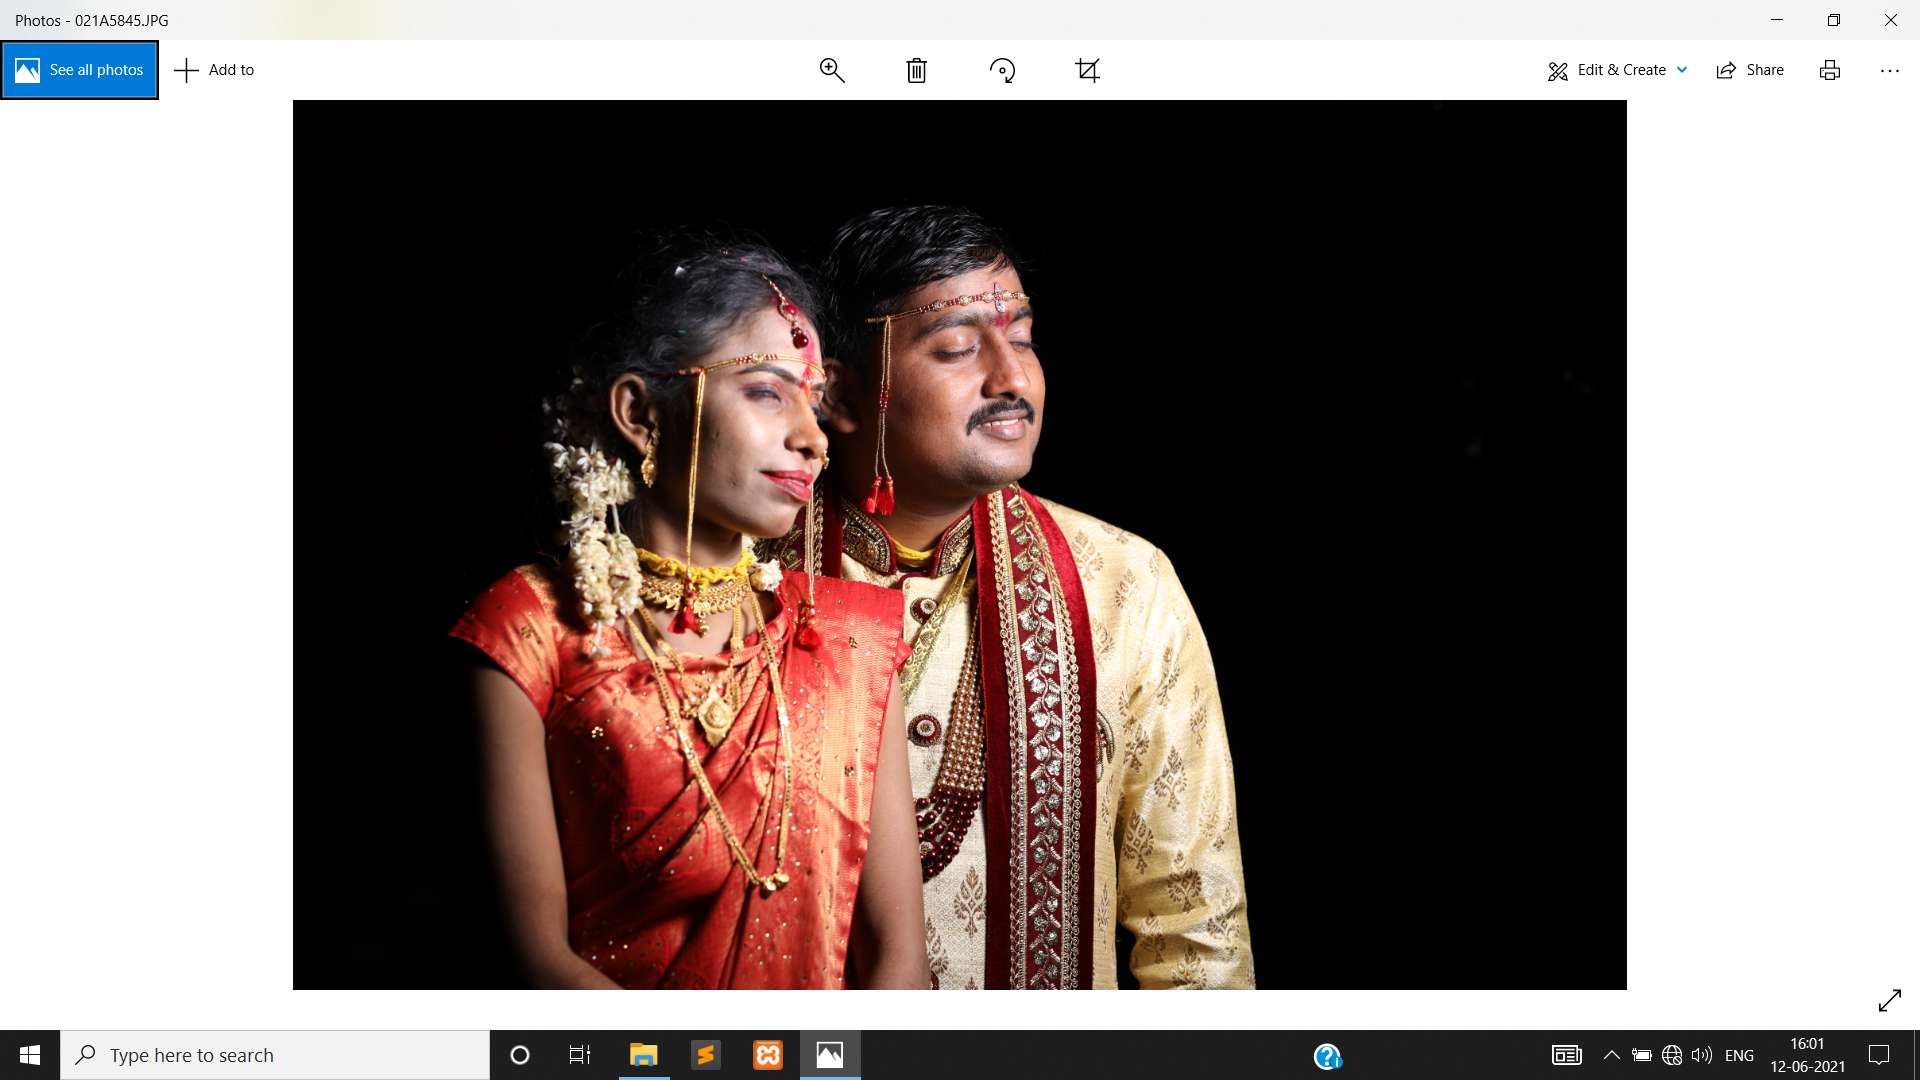 Photos - 021A5845.JPG
See all photos
Add to
Edit & Create
Share
Type here to search
ENG
16:01
12-06-2021